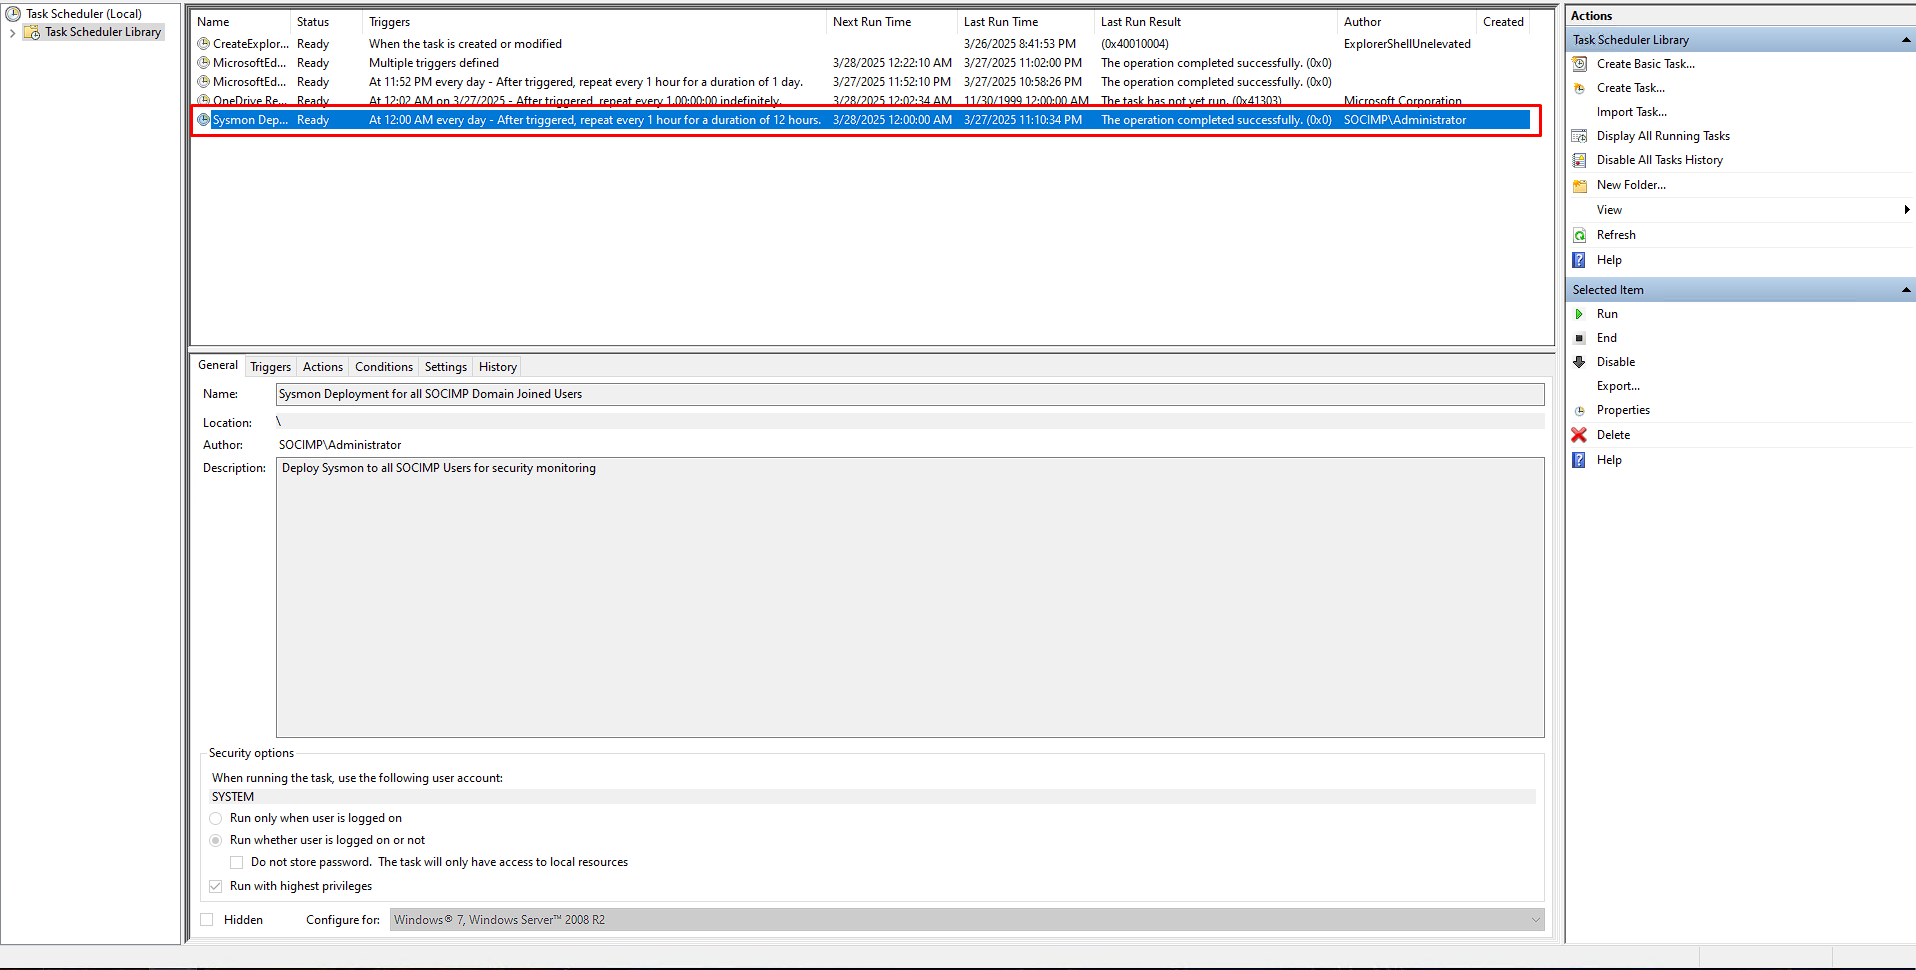 Task Scheduler (Local)
Task Scheduler Library
Name Status Triggers Next Run Time Last Run Time Last Run Result Author Created
CreateExplor... Ready When the task is created or modified 3/26/2025 8:41:53 PM (0x40010004) ExplorerShellUnelevated
MicrosoftEd... Ready Multiple triggers defined 3/28/2025 12:22:10 AM 3/27/2025 11:02:00 PM The operation completed successfully. (0x0)
MicrosoftEd... Ready At 11:52 PM every day - After triggered, repeat every 1 hour for a duration of 1 day. 3/27/2025 11:52:10 PM 3/27/2025 10:58:26 PM The operation completed successfully. (0x0)
OneDrive Re... Ready At 12:02 AM on 3/27/2025 - After triggered, repeat every 1.00:00:00 indefinitely. 3/28/2025 12:02:34 AM 11/30/1999 12:00:00 AM The task has not yet run. (0x41303) Microsoft Corporation
Sysmon Dep... Ready At 12:00 AM every day - After triggered, repeat every 1 hour for a duration of 12 hours. 3/28/2025 12:00:00 AM 3/27/2025 11:10:34 PM The operation completed successfully. (0x0) SOCIMP\Administrator
General Triggers Actions Conditions Settings History
Name: Sysmon Deployment for all SOCIMP Domain Joined Users
Location: \
Author: SOCIMP\Administrator
Description: Deploy Sysmon to all SOCIMP Users for security monitoring
Security options
When running the task, use the following user account:
SYSTEM
Run only when user is logged on
Run whether user is logged on or not
Do not store password. The task will only have access to local resources
Run with highest privileges
Hidden Configure for: Windows® 7, Windows Server™ 2008 R2
Actions
Task Scheduler Library
Create Basic Task...
Create Task...
Import Task...
Display All Running Tasks
Disable All Tasks History
New Folder...
View
Refresh
Help
Selected Item
Run
End
Disable
Export...
Properties
Delete
Help